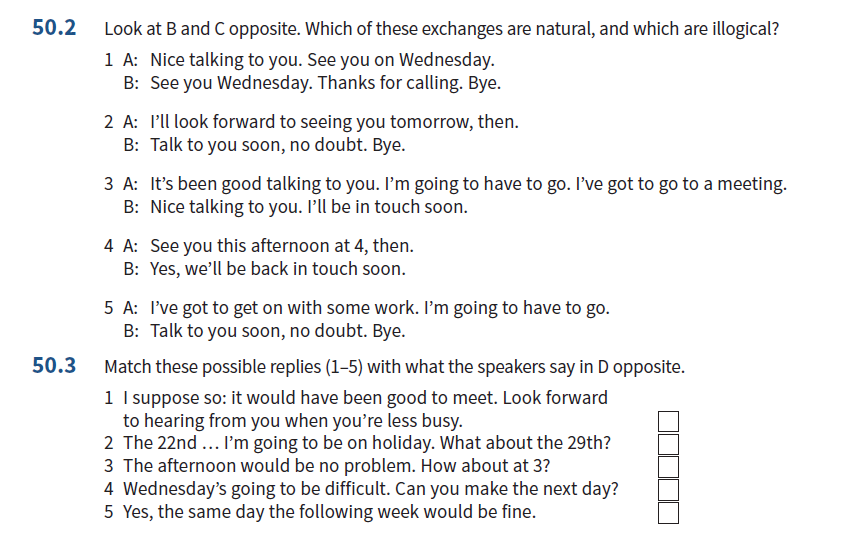 50.2 Look at B and C opposite. Which of these exchanges are natural, and which are illogical?
1 A: Nice talking to you. See you on Wednesday.
B: See you Wednesday. Thanks for calling. Bye.
2 A: I'll look forward to seeing you tomorrow, then.
B: Talk to you soon, no doubt. Bye.
3 A: It's been good talking to you. I'm going to have to go. I've got to go to a meeting.
B: Nice talking to you. I'll be in touch soon.
4 A: See you this afternoon at 4, then.
B: Yes, we'll be back in touch soon.
5 A: I've got to get on with some work. I'm going to have to go.
B: Talk to you soon, no doubt. Bye.
50.3 Match these possible replies (1–5) with what the speakers say in D opposite.
1 I suppose so: it would have been good to meet. Look forward
to hearing from you when you're less busy.
2 The 22nd … I'm going to be on holiday. What about the 29th?
3 The afternoon would be no problem. How about at 3?
4 Wednesday's going to be difficult. Can you make the next day?
5 Yes, the same day the following week would be fine.